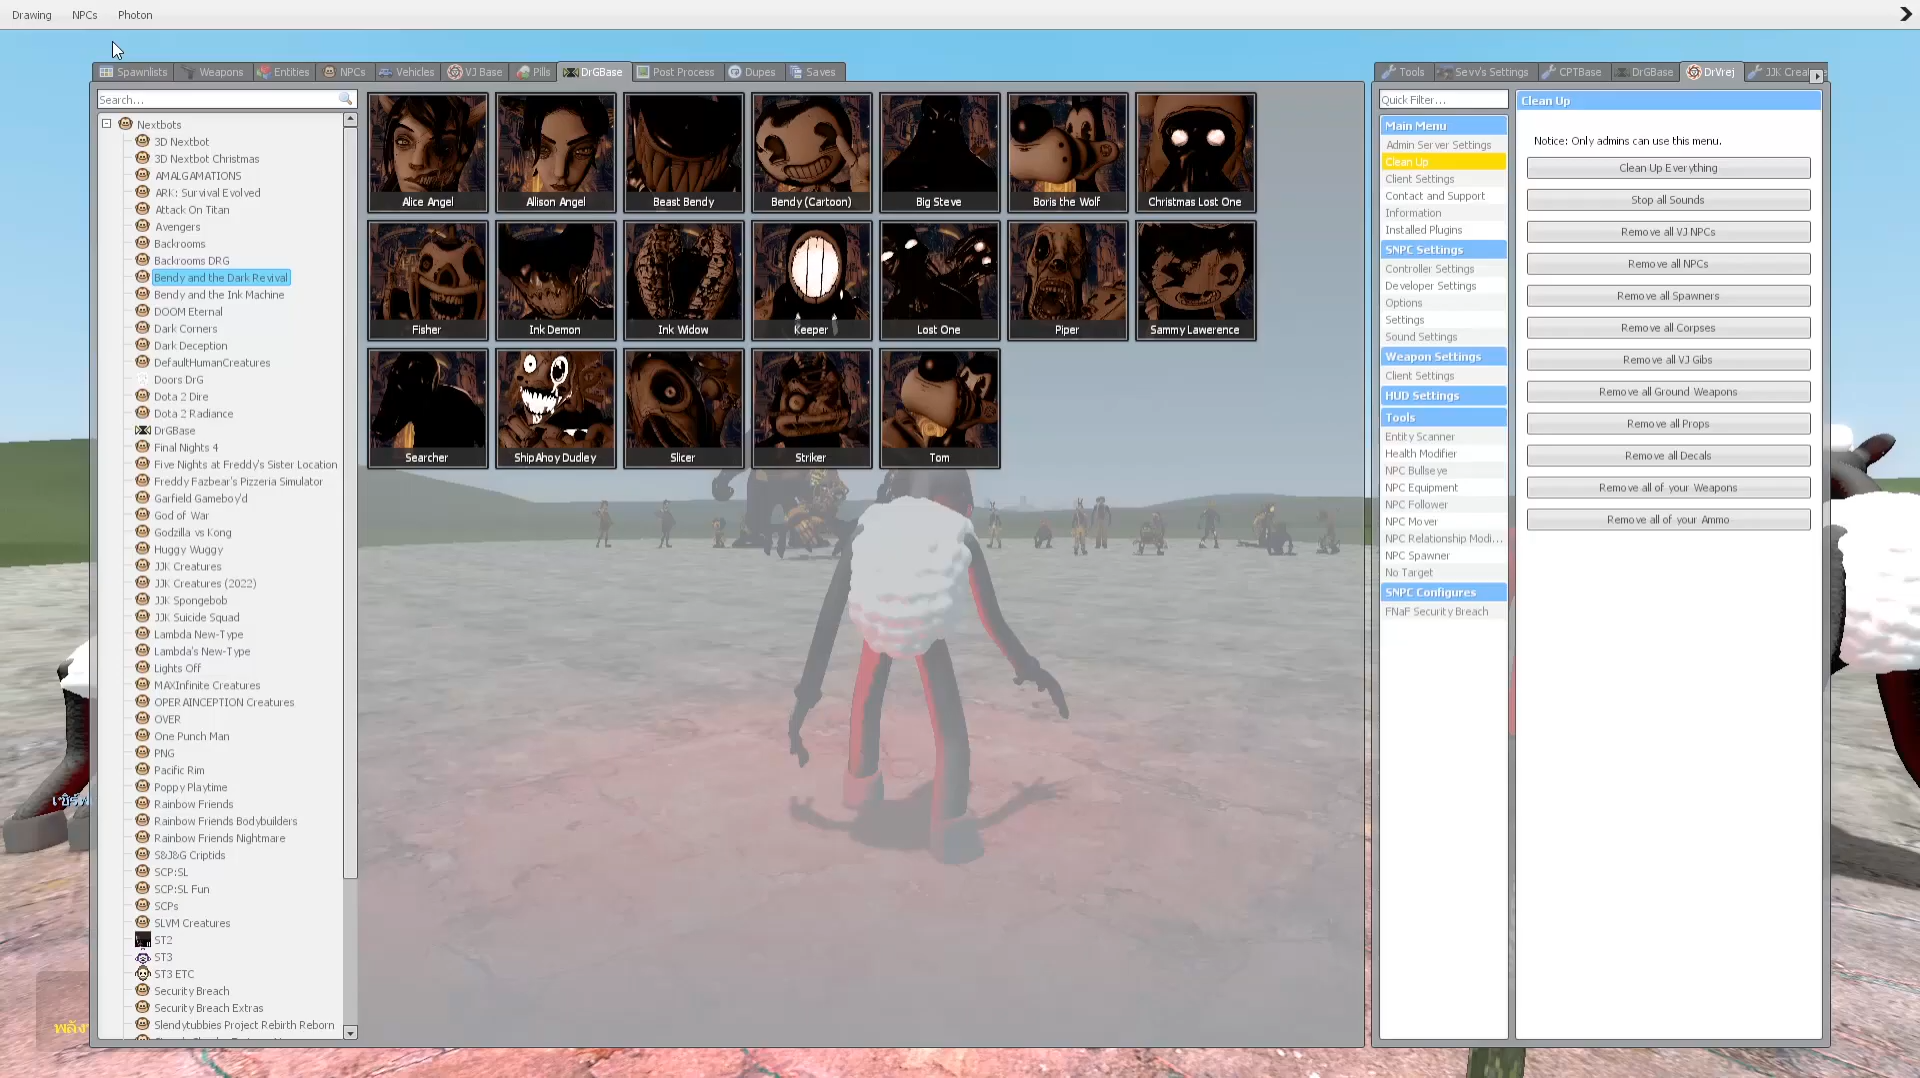 Drawing NPCs Photon
Spawnlists Weapons Entities NPCs Vehicles VJ Base Pills DrGBase Post Process Dupes Saves
Search...
Nextbots
3D Nextbot
3D Nextbot Christmas
AMALGAMATIONS
ARK: Survival Evolved
Attack On Titan
Avengers
Backrooms
Backrooms DRG
Bendy and the Dark Revival
Bendy and the Ink Machine
DOOM Eternal
Dark Corners
Dark Deception
DefaultHumanCreatures
Doors DrG
Dota 2 Dire
Dota 2 Radiance
DrGBase
Final Nights 4
Five Nights at Freddy's Sister Location
Freddy Fazbear's Pizzeria Simulator
Garfield Gameboy'd
God of War
Godzilla vs Kong
Huggy Wuggy
JJK Creatures
JJK Creatures (2022)
JJK Spongebob
JJK Suicide Squad
Lambda New-Type
Lambda's New-Type
Lights Off
MAXInfinite Creatures
OPERAINCEPTION Creatures
OVER
One Punch Man
PNG
Pacific Rim
Poppy Playtime
Rainbow Friends
Rainbow Friends Bodybuilders
Rainbow Friends Nightmare
S&J&G Criptids
SCP:SL
SCP:SL Fun
SCPs
SLVM Creatures
ST2
ST3
ST3 ETC
Security Breach
Security Breach Extras
Slendytubbies Project Rebirth Reborn
Alice Angel Allison Angel Beast Bendy Bendy (Cartoon) Big Steve Boris the Wolf Christmas Lost One
Fisher Ink Demon Ink Widow Keeper Lost One Piper Sammy Lawerence
Searcher Ship Ahoy Dudley Slicer Striker Tom
Tools Sevv's Settings CPTBase DrGBase DrVrej JJK Crea
Quick Filter...
Main Menu
Admin Server Settings
Clean Up
Client Settings
Contact and Support
Information
Installed Plugins
SNPC Settings
Controller Settings
Developer Settings
Options
Settings
Sound Settings
Weapon Settings
Client Settings
HUD Settings
Tools
Entity Scanner
Health Modifier
NPC Bullseye
NPC Equipment
NPC Follower
NPC Mover
NPC Relationship Modi...
NPC Spawner
No Target
SNPC Configures
FNaF Security Breach
Clean Up
Notice: Only admins can use this menu.
Clean Up Everything
Stop all Sounds
Remove all VJ NPCs
Remove all NPCs
Remove all Spawners
Remove all Corpses
Remove all VJ Gibs
Remove all Ground Weapons
Remove all Props
Remove all Decals
Remove all of your Weapons
Remove all of your Ammo